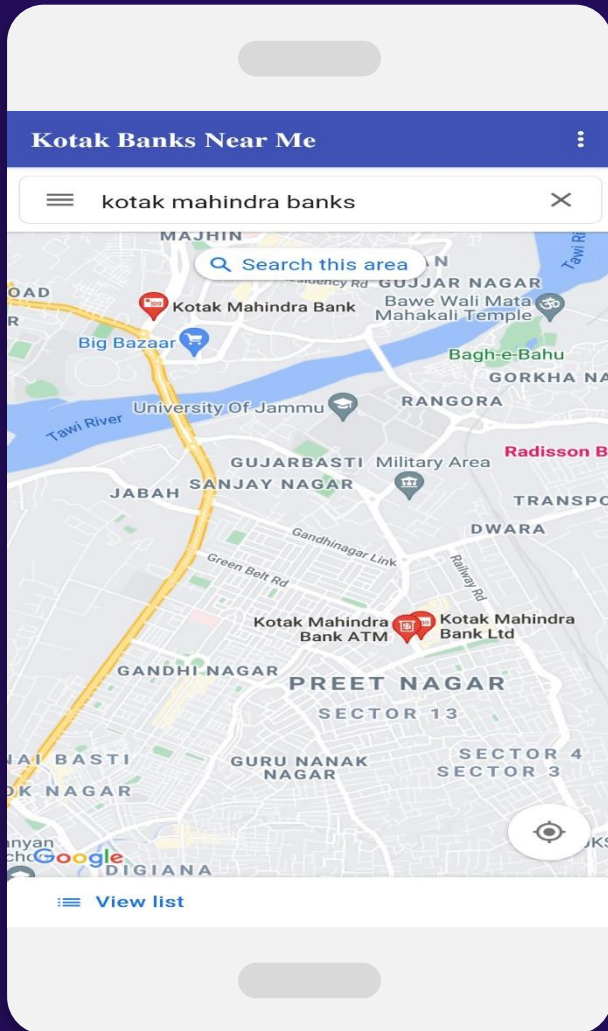 Kotak Banks Near Me
kotak mahindra banks
MAJHIN
Search this area
Tawi Ri
OAD
R
GUJJAR NAGAR
Kotak Mahindra Bank
Bawe Wali Mata
Mahakali Temple
Big Bazaar
Bagh-e-Bahu
GORKHA NA
University Of Jammu
RANGORA
Tawi River
Radisson B
GUJARBASTI
Military Area
SANJAY NAGAR
JABAH
TRANSPO
DWARA
Gandhinagar Link
Green Belt Rd
Railway Rd
Kotak Mahindra
Bank ATM
Kotak Mahindra
Bank Ltd
GANDHI NAGAR
PREET NAGAR
SECTOR 13
NAI BASTI
GURU NANAK
NAGAR
SECTOR 4
SECTOR 3
OK NAGAR
Google
DIGIANA
View list